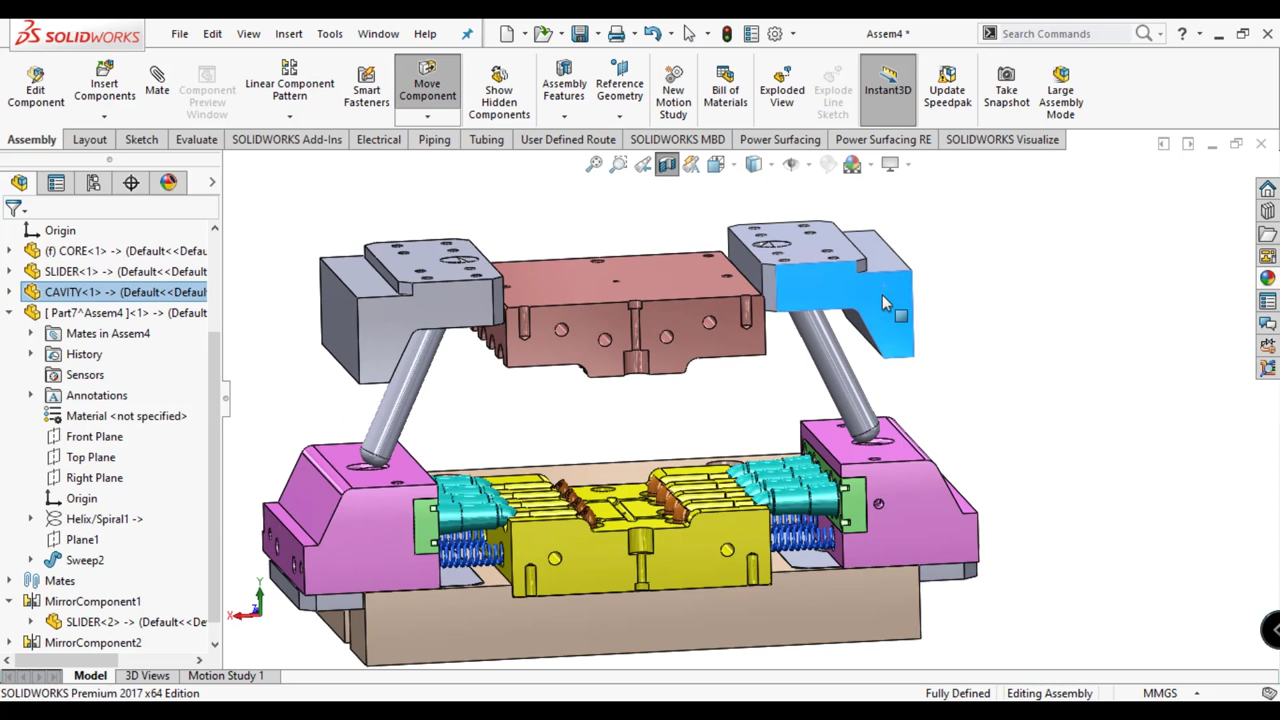 SOLIDWORKS File Edit View Insert Tools Window Help Assem4 * Search Commands ?
Edit Component
Insert Components
Mate
Component Preview Window
Linear Component Pattern
Smart Fasteners
Move Component
Show Hidden Components
Assembly Features
Reference Geometry
New Motion Study
Bill of Materials
Exploded View
Explode Line Sketch
Instant3D
Update Speedpak
Take Snapshot
Large Assembly Mode
Assembly Layout Sketch Evaluate SOLIDWORKS Add-Ins Electrical Piping Tubing User Defined Route SOLIDWORKS MBD Power Surfacing Power Surfacing RE SOLIDWORKS Visualize
Origin
(f) CORE<1> -> (Default<<Defau
SLIDER<1> -> (Default<<Default
CAVITY<1> -> (Default<<Defaul
[ Part7^Assem4 ]<1> -> (Default
Mates in Assem4
History
Sensors
Annotations
Material <not specified>
Front Plane
Top Plane
Right Plane
Origin
Helix/Spiral1 ->
Plane1
Sweep2
Mates
MirrorComponent1
SLIDER<2> -> (Default<<De
MirrorComponent2
Y
X
Z
Model 3D Views Motion Study 1
SOLIDWORKS Premium 2017 x64 Edition Fully Defined Editing Assembly MMGS